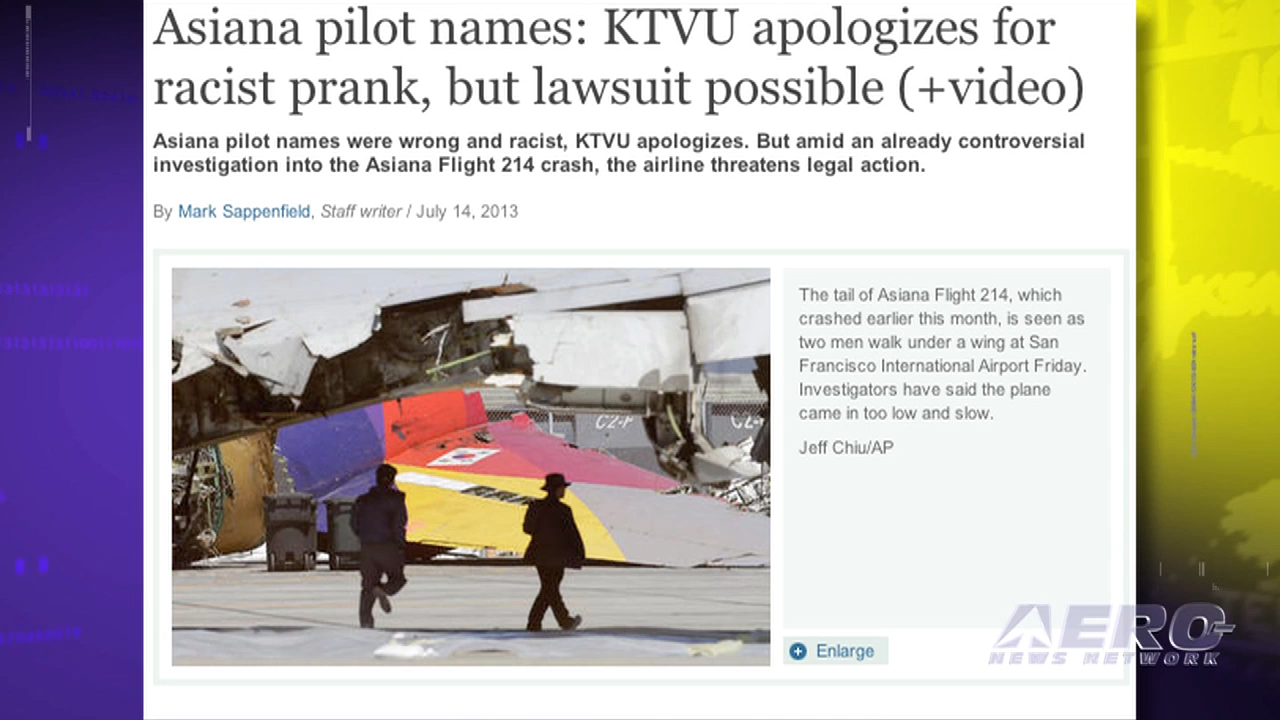 Asiana pilot names: KTVU apologizes for
racist prank, but lawsuit possible (+video)
Asiana pilot names were wrong and racist, KTVU apologizes. But amid an already controversial
investigation into the Asiana Flight 214 crash, the airline threatens legal action.
By Mark Sappenfield, Staff writer / July 14, 2013
The tail of Asiana Flight 214, which
crashed earlier this month, is seen as
two men walk under a wing at San
Francisco International Airport Friday.
Investigators have said the plane
came in too low and slow.
Jeff Chiu/AP
Enlarge
AERO
NEWS NETWORK